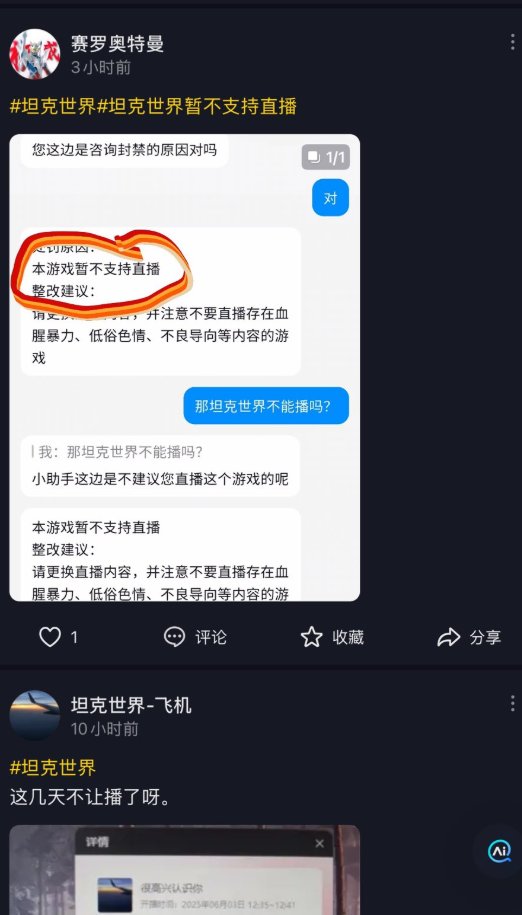 赛罗奥特曼
3小时前
#坦克世界#坦克世界暂不支持直播
您这边是咨询封禁的原因对吗
1/1
对
处罚原因：
本游戏暂不支持直播
整改建议：
请更换直播内容，并注意不要直播存在血
腥暴力、低俗色情、不良导向等内容的游
戏
那坦克世界不能播吗？
我：那坦克世界不能播吗？
小助手这边是不建议您直播这个游戏的呢
本游戏暂不支持直播
整改建议：
请更换直播内容，并注意不要直播存在血
腥暴力、低俗色情、不良导向等内容的游
1
评论
收藏
分享
坦克世界-飞机
10小时前
#坦克世界
这几天不让播了呀。
详情
很高兴认识你
开播时间：2025年06月03日 12:35~12:41
Ai